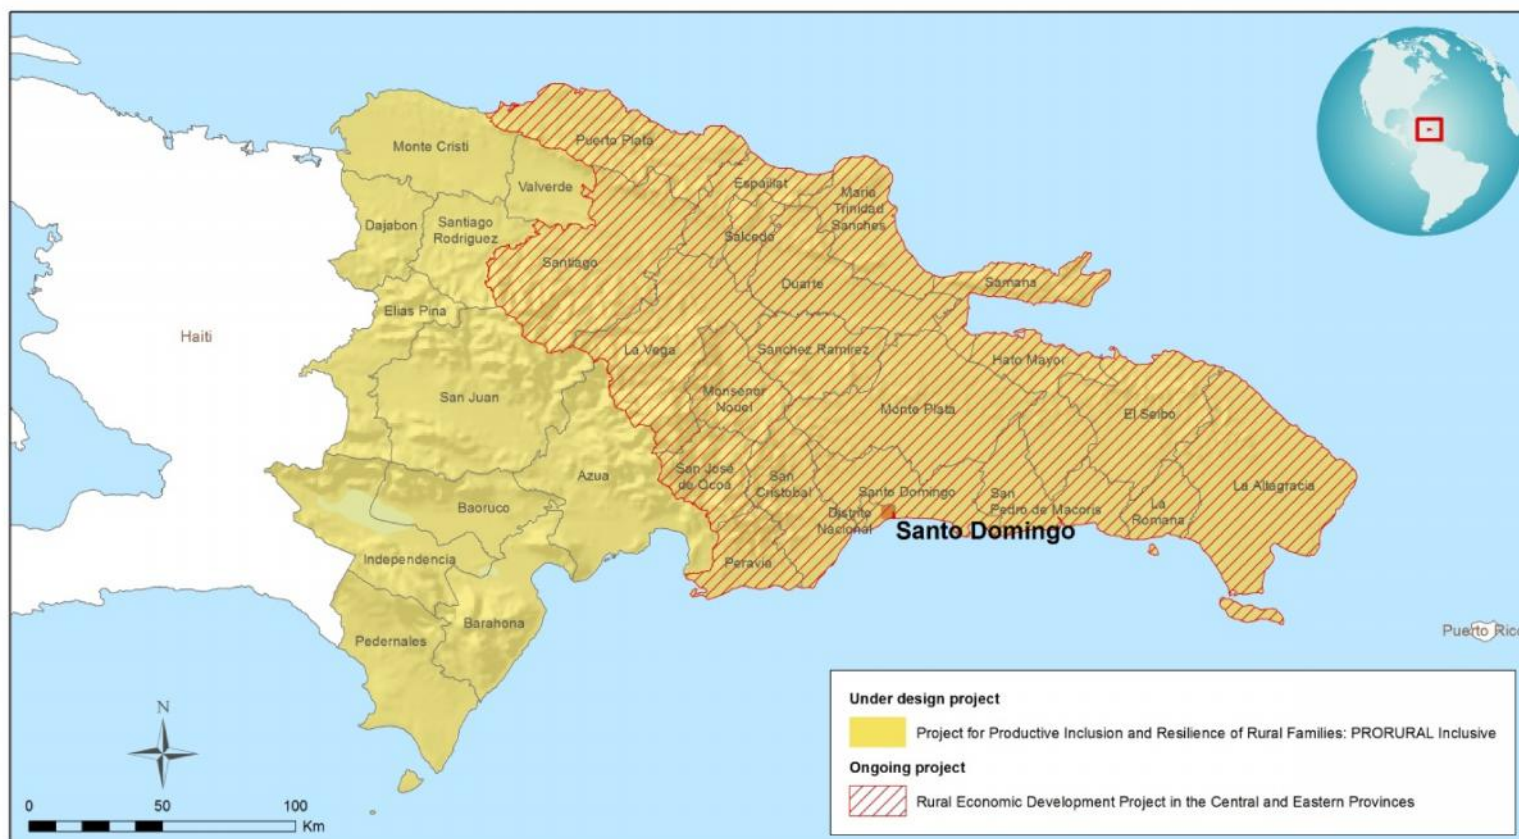 Monte Cristi
Puerto Plata
Valverde
Espaillat
Maria
Trinidad
Sanches
Dajabon
Santiago
Rodriguez
Salcedo
Santiago
Duarte
Samana
Elias Pina
Haiti
La Vega
Sanchez Ramirez
Hato Mayor
San Juan
Monsenor
Nouel
Monte Plata
El Seibo
Azua
San José
de Ocoa
San
Cristobal
Santo Domingo
San
Pedro de Macoris
La
Romana
La Altagracia
Baoruco
Distrito
Nacional
Santo Domingo
Independencia
Peravia
Barahona
Pedernales
Puerto Rico
N
0 50 100
Km
Under design project
Project for Productive Inclusion and Resilience of Rural Families: PRORURAL Inclusive
Ongoing project
Rural Economic Development Project in the Central and Eastern Provinces